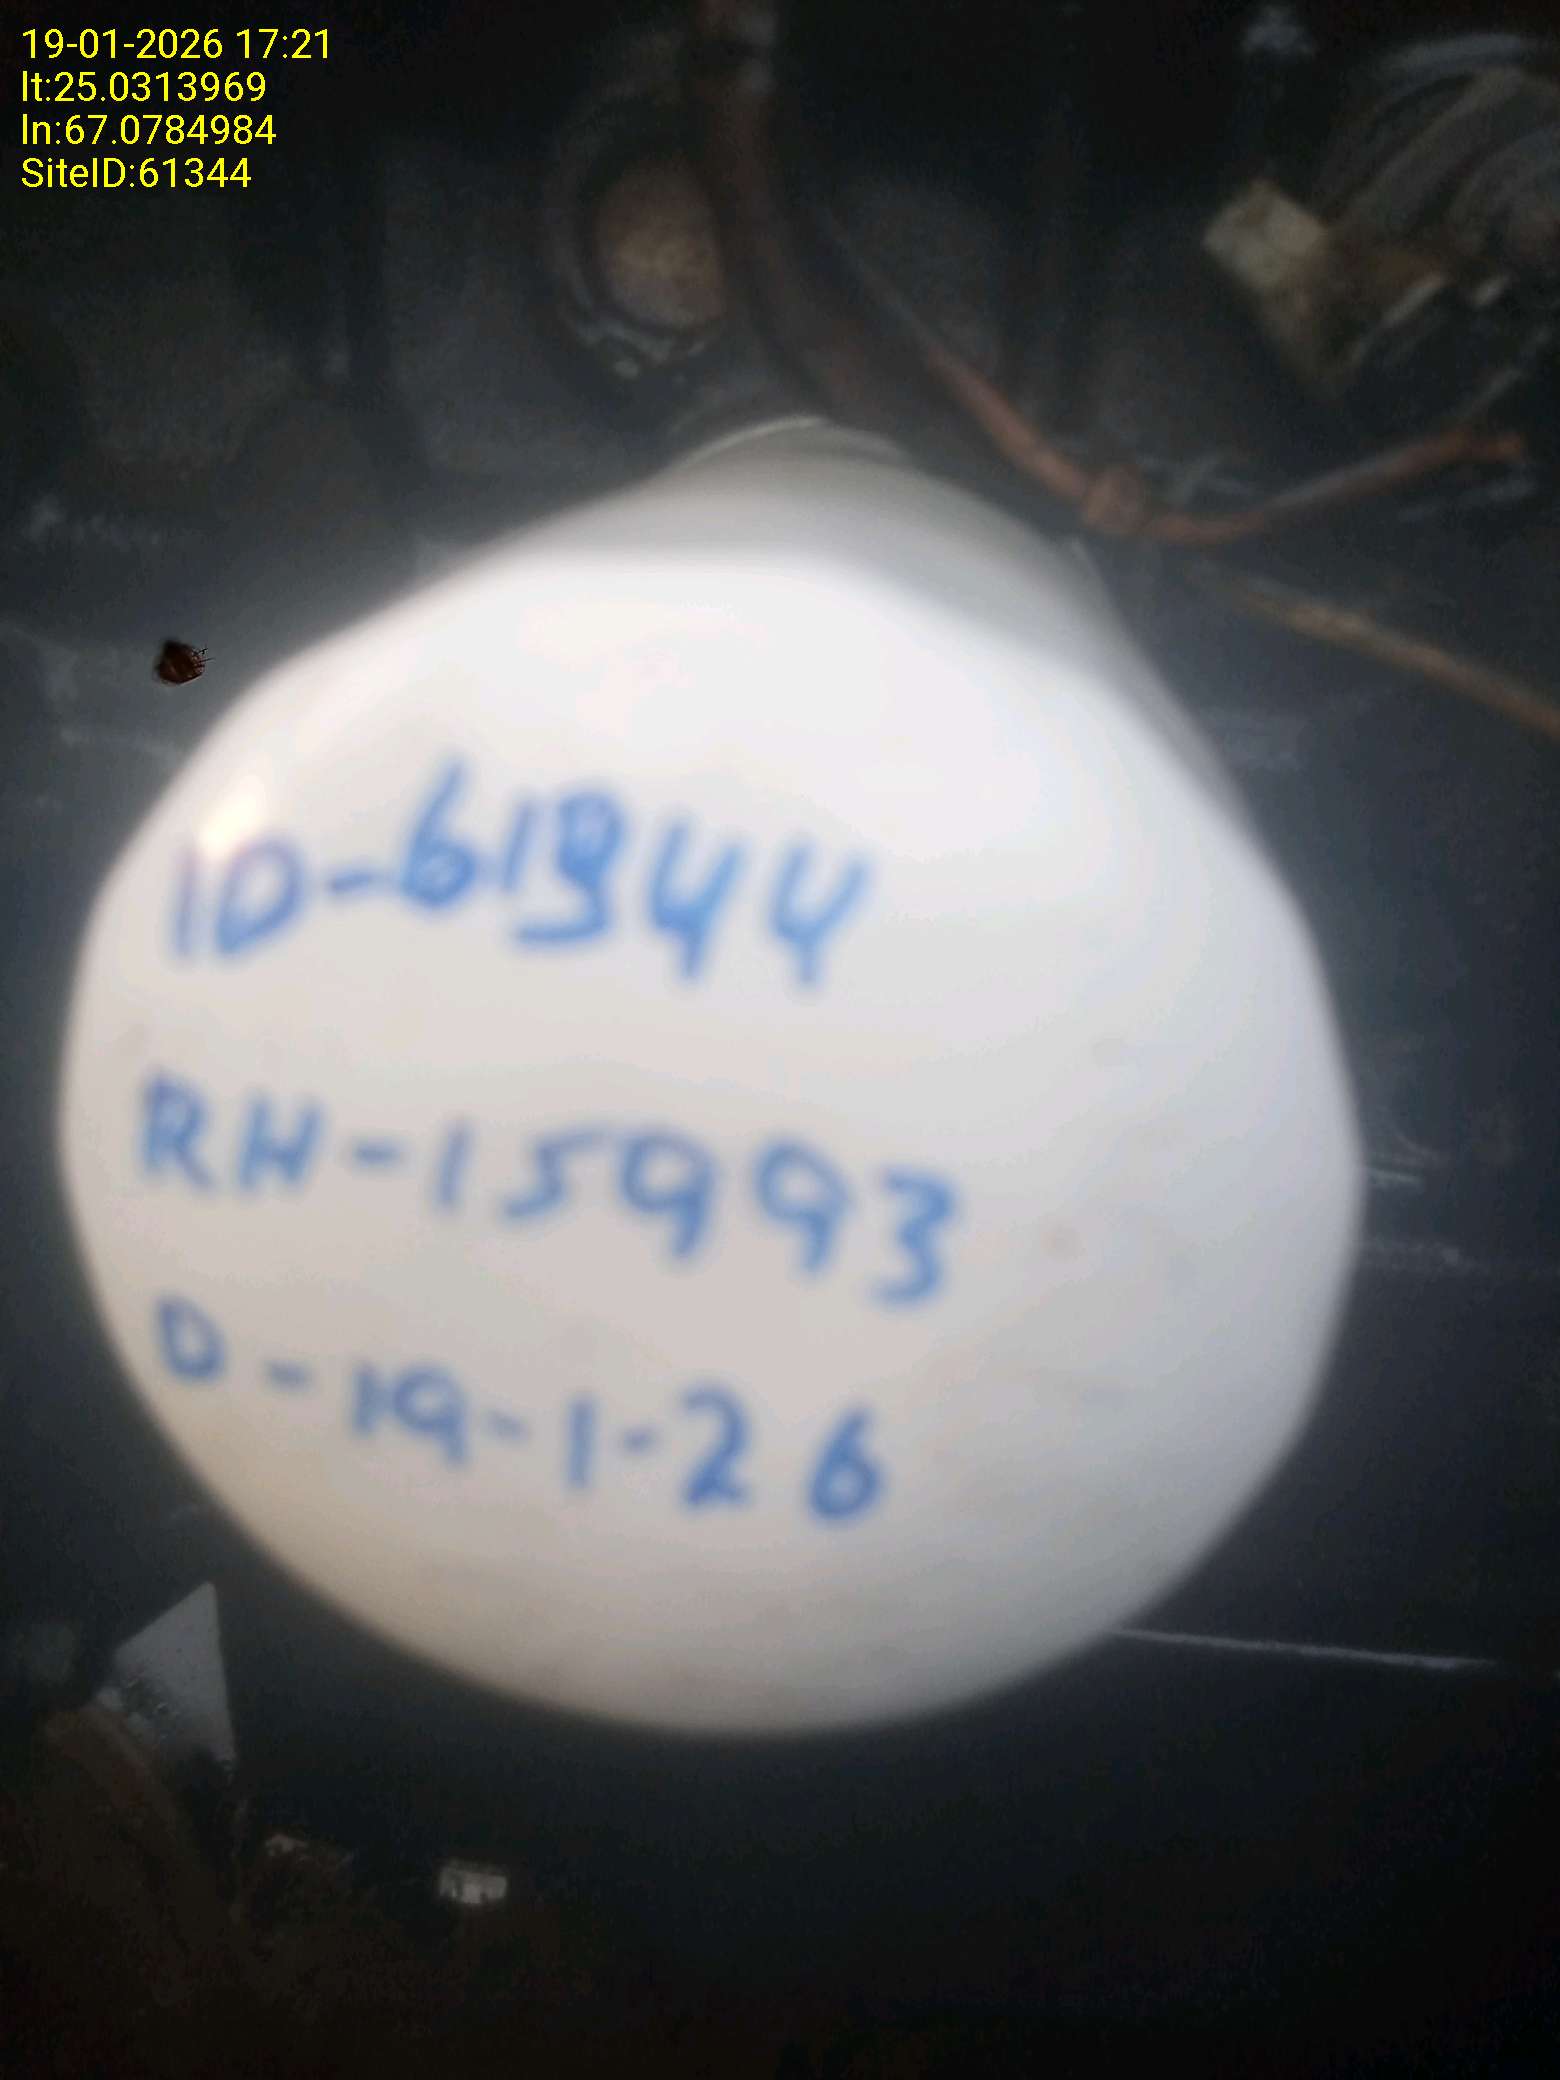 19-01-2026 17:21
lt:25.0313969
ln:67.0784984
SiteID:61344
ID-61344
RH-15993
D-19-1-26